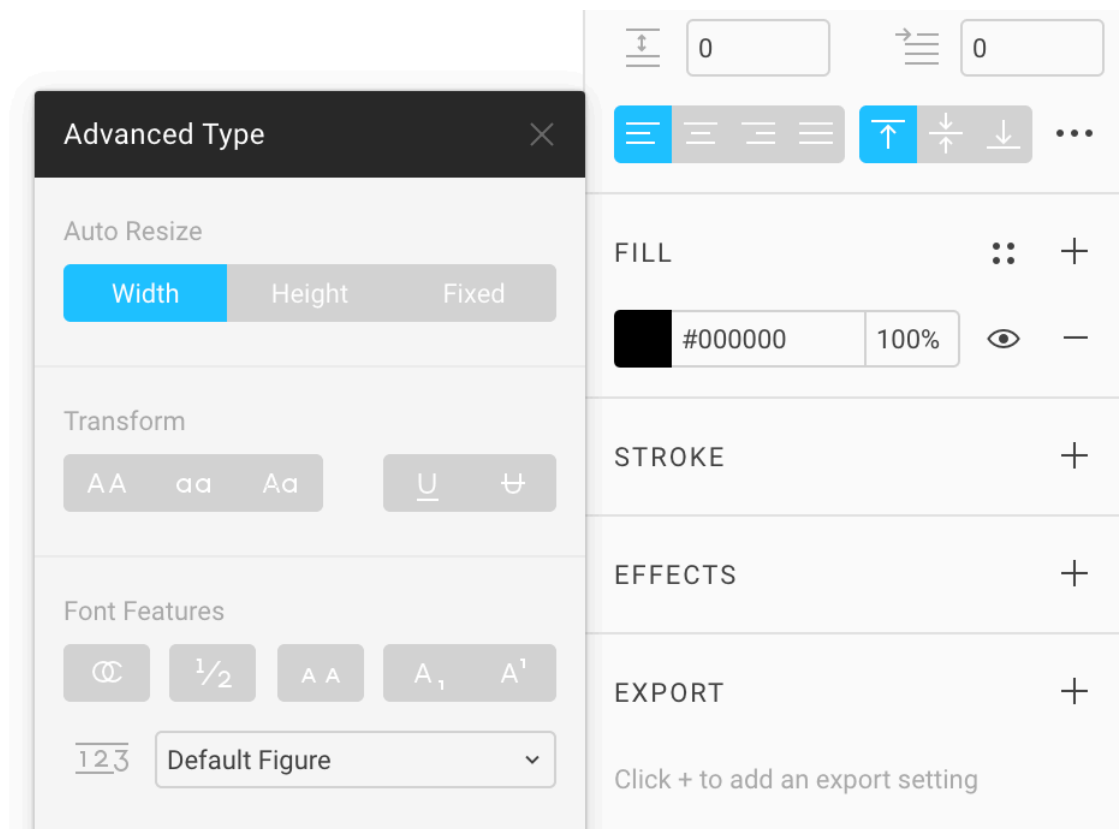 0 0
Advanced Type
Auto Resize
Width Height Fixed
Transform
AA aa Aa U U
Font Features
½ A A A₁ A¹
123 Default Figure
FILL
#000000 100%
STROKE
EFFECTS
EXPORT
Click + to add an export setting